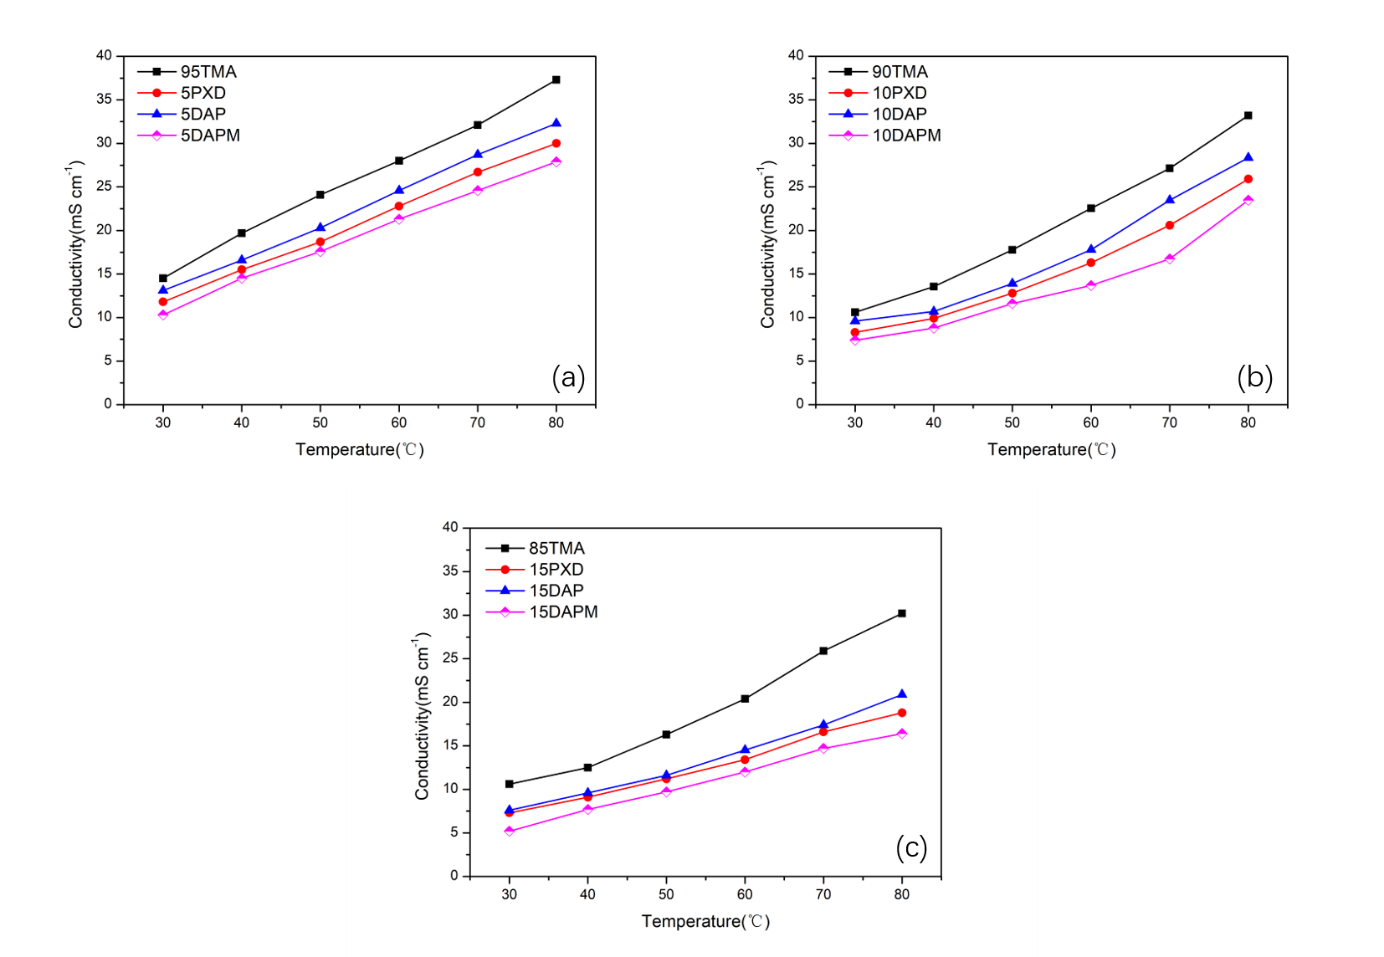 95TMA
5PXD
5DAP
5DAPM
40
35
30
25
20
15
10
5
0
Conductivity(mS cm⁻¹)
30 40 50 60 70 80
Temperature(℃)
(a)
90TMA
10PXD
10DAP
10DAPM
40
35
30
25
20
15
10
5
0
Conductivity(mS cm⁻¹)
30 40 50 60 70 80
Temperature(℃)
(b)
85TMA
15PXD
15DAP
15DAPM
40
35
30
25
20
15
10
5
0
Conductivity(mS cm⁻¹)
30 40 50 60 70 80
Temperature(℃)
(c)